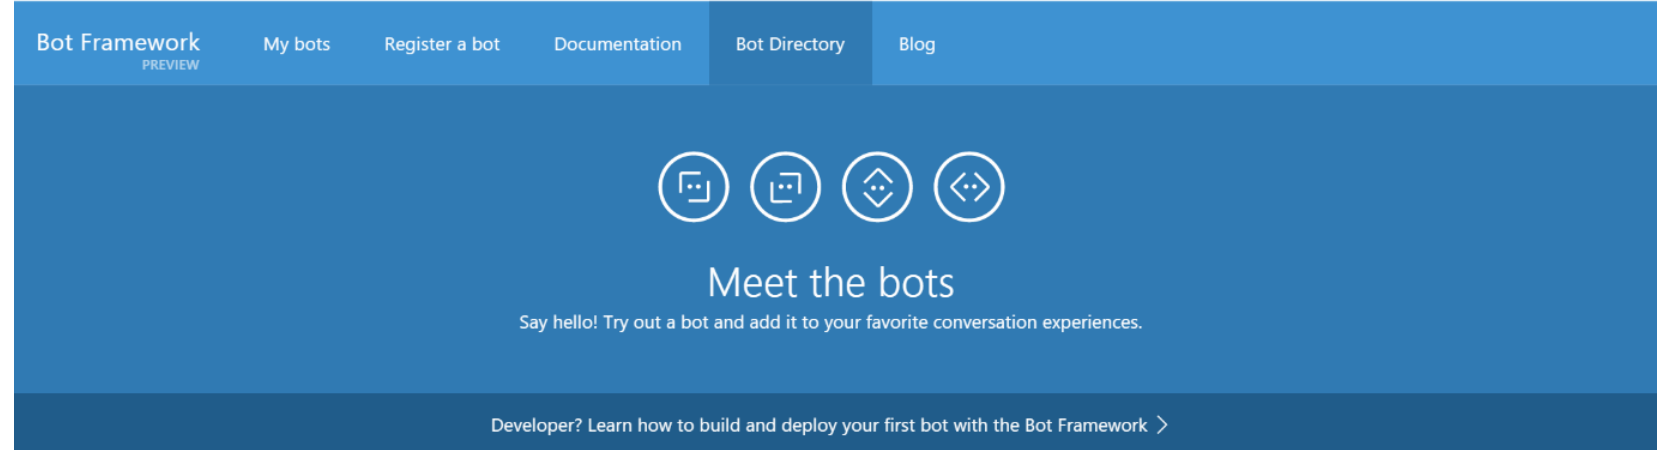 Bot Framework My bots Register a bot Documentation Bot Directory Blog
PREVIEW
Meet the bots
Say hello! Try out a bot and add it to your favorite conversation experiences.
Developer? Learn how to build and deploy your first bot with the Bot Framework >